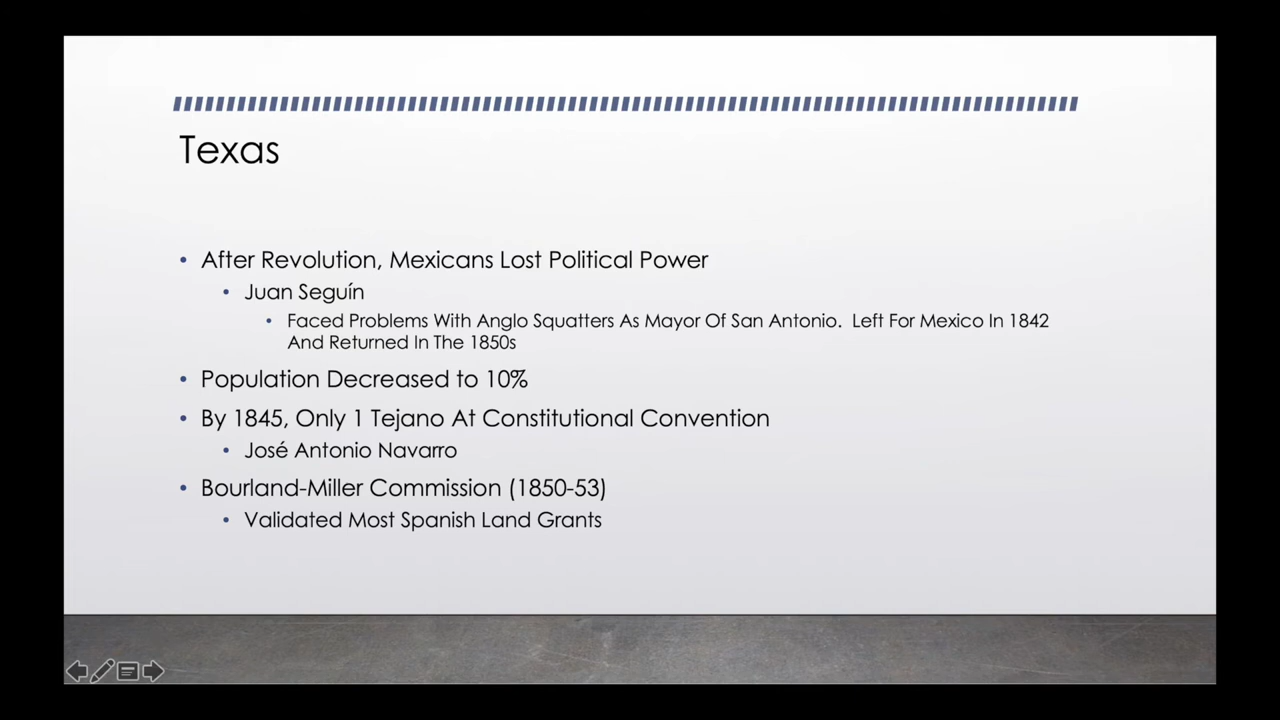 Texas
• After Revolution, Mexicans Lost Political Power
• Juan Seguín
• Faced Problems With Anglo Squatters As Mayor Of San Antonio.  Left For Mexico In 1842
And Returned In The 1850s
• Population Decreased to 10%
• By 1845, Only 1 Tejano At Constitutional Convention
• José Antonio Navarro
• Bourland-Miller Commission (1850-53)
• Validated Most Spanish Land Grants